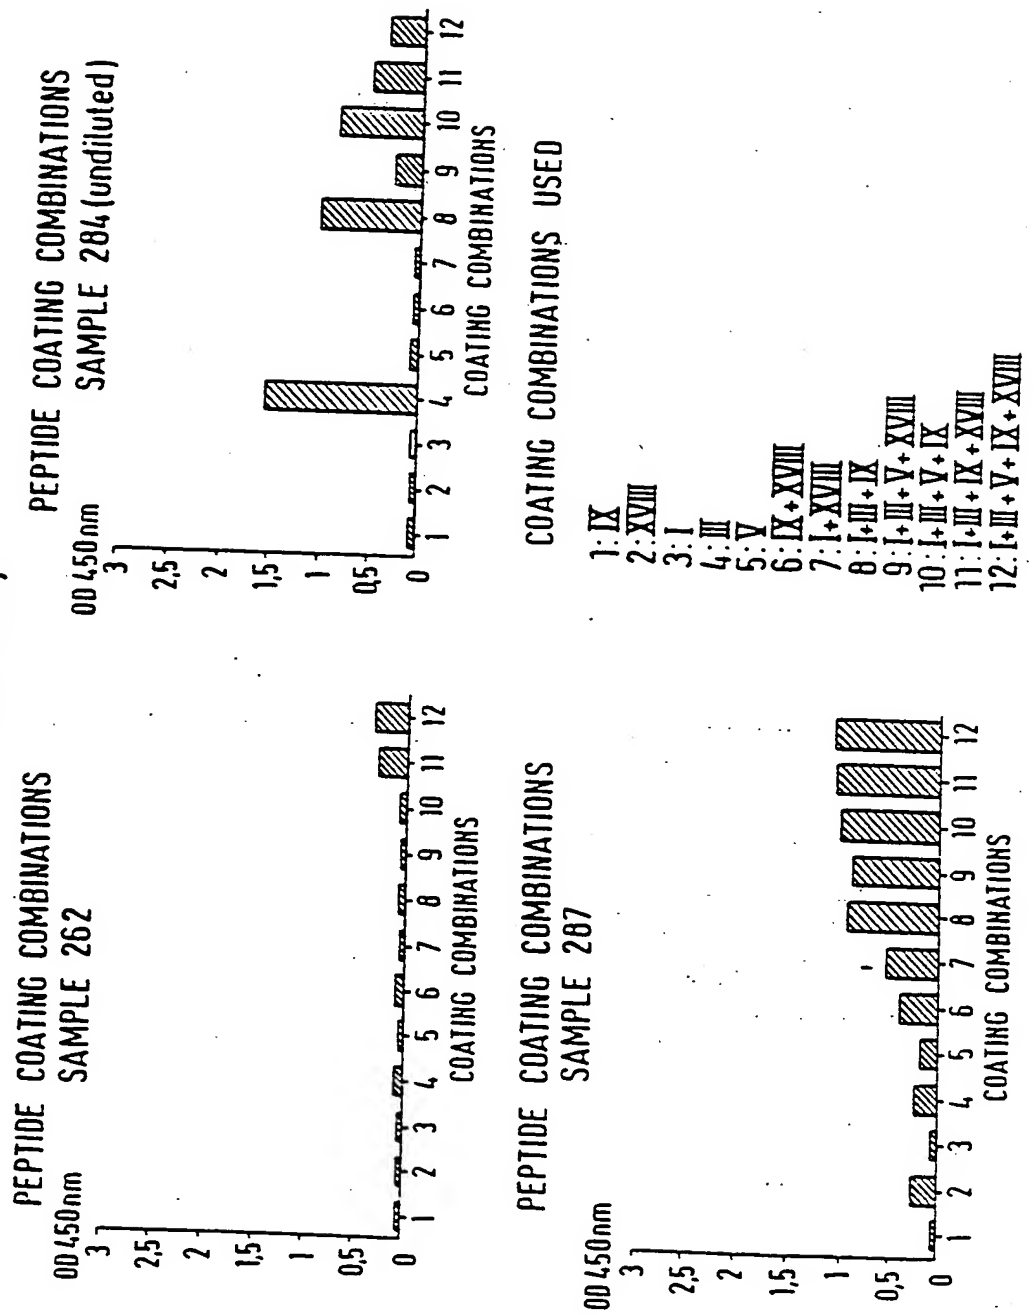 PEPTIDE COATING COMBINATIONS
SAMPLE 262
OD 450nm
3
2,5
2
1,5
1
0,5
0
1 2 3 4 5 6 7 8 9 10 11 12
COATING COMBINATIONS
PEPTIDE COATING COMBINATIONS
SAMPLE 284 (undiluted)
OD 450nm
3
2,5
2
1,5
1
0,5
0
1 2 3 4 5 6 7 8 9 10 11 12
COATING COMBINATIONS
PEPTIDE COATING COMBINATIONS
SAMPLE 287
OD 450nm
3
2,5
2
1,5
1
0,5
0
1 2 3 4 5 6 7 8 9 10 11 12
COATING COMBINATIONS
COATING COMBINATIONS USED
1: IX
2: XVIII
3: I
4: III
5: V
6: IX + XVIII
7: I + XVIII
8: I + III + IX
9: I + III + V + XVIII
10: I + III + V + IX
11: I + III + IX + XVIII
12: I + III + V + IX + XVIII